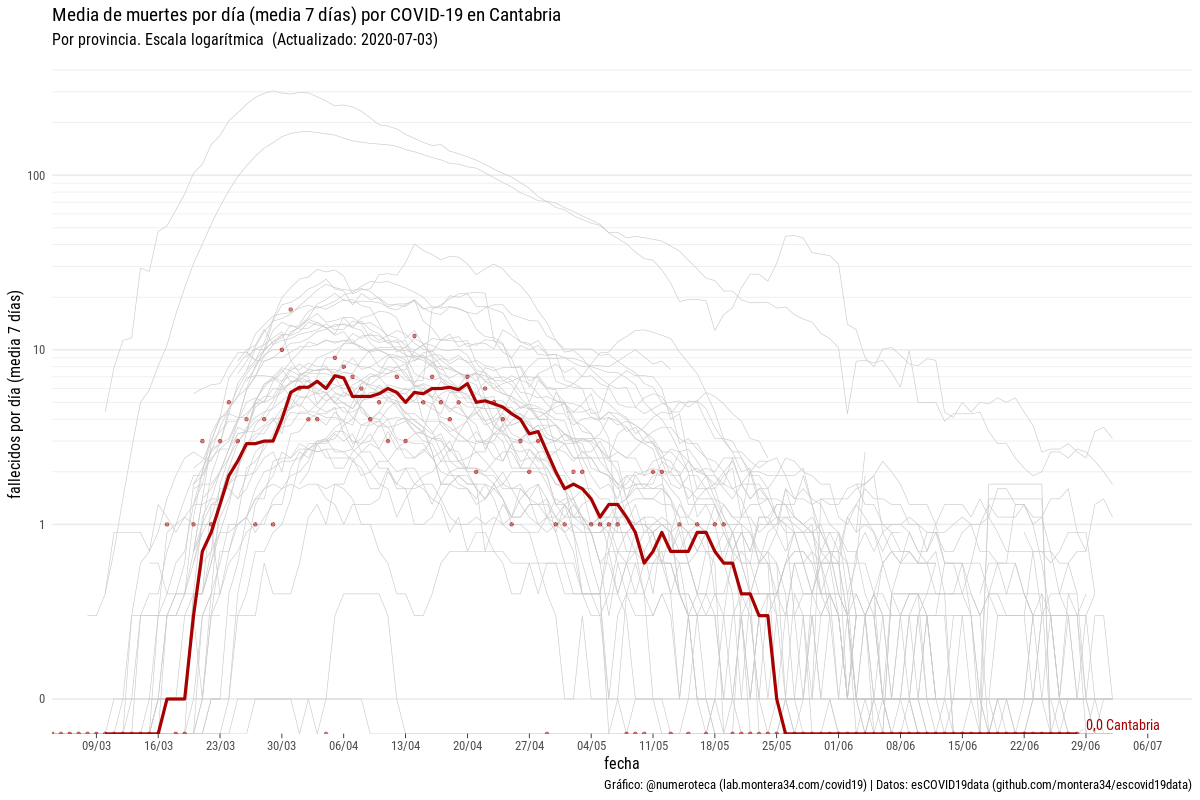 Media de muertes por día (media 7 días) por COVID-19 en Cantabria
Por provincia. Escala logarítmica (Actualizado: 2020-07-03)
fallecidos por día (media 7 días)
100
10
1
0
0,0 Cantabria
09/03 16/03 23/03 30/03 06/04 13/04 20/04 27/04 04/05 11/05 18/05 25/05 01/06 08/06 15/06 22/06 29/06 06/07
fecha
Gráfico: @numeroteca (lab.montera34.com/covid19) | Datos: esCOVID19data (github.com/montera34/escovid19data)